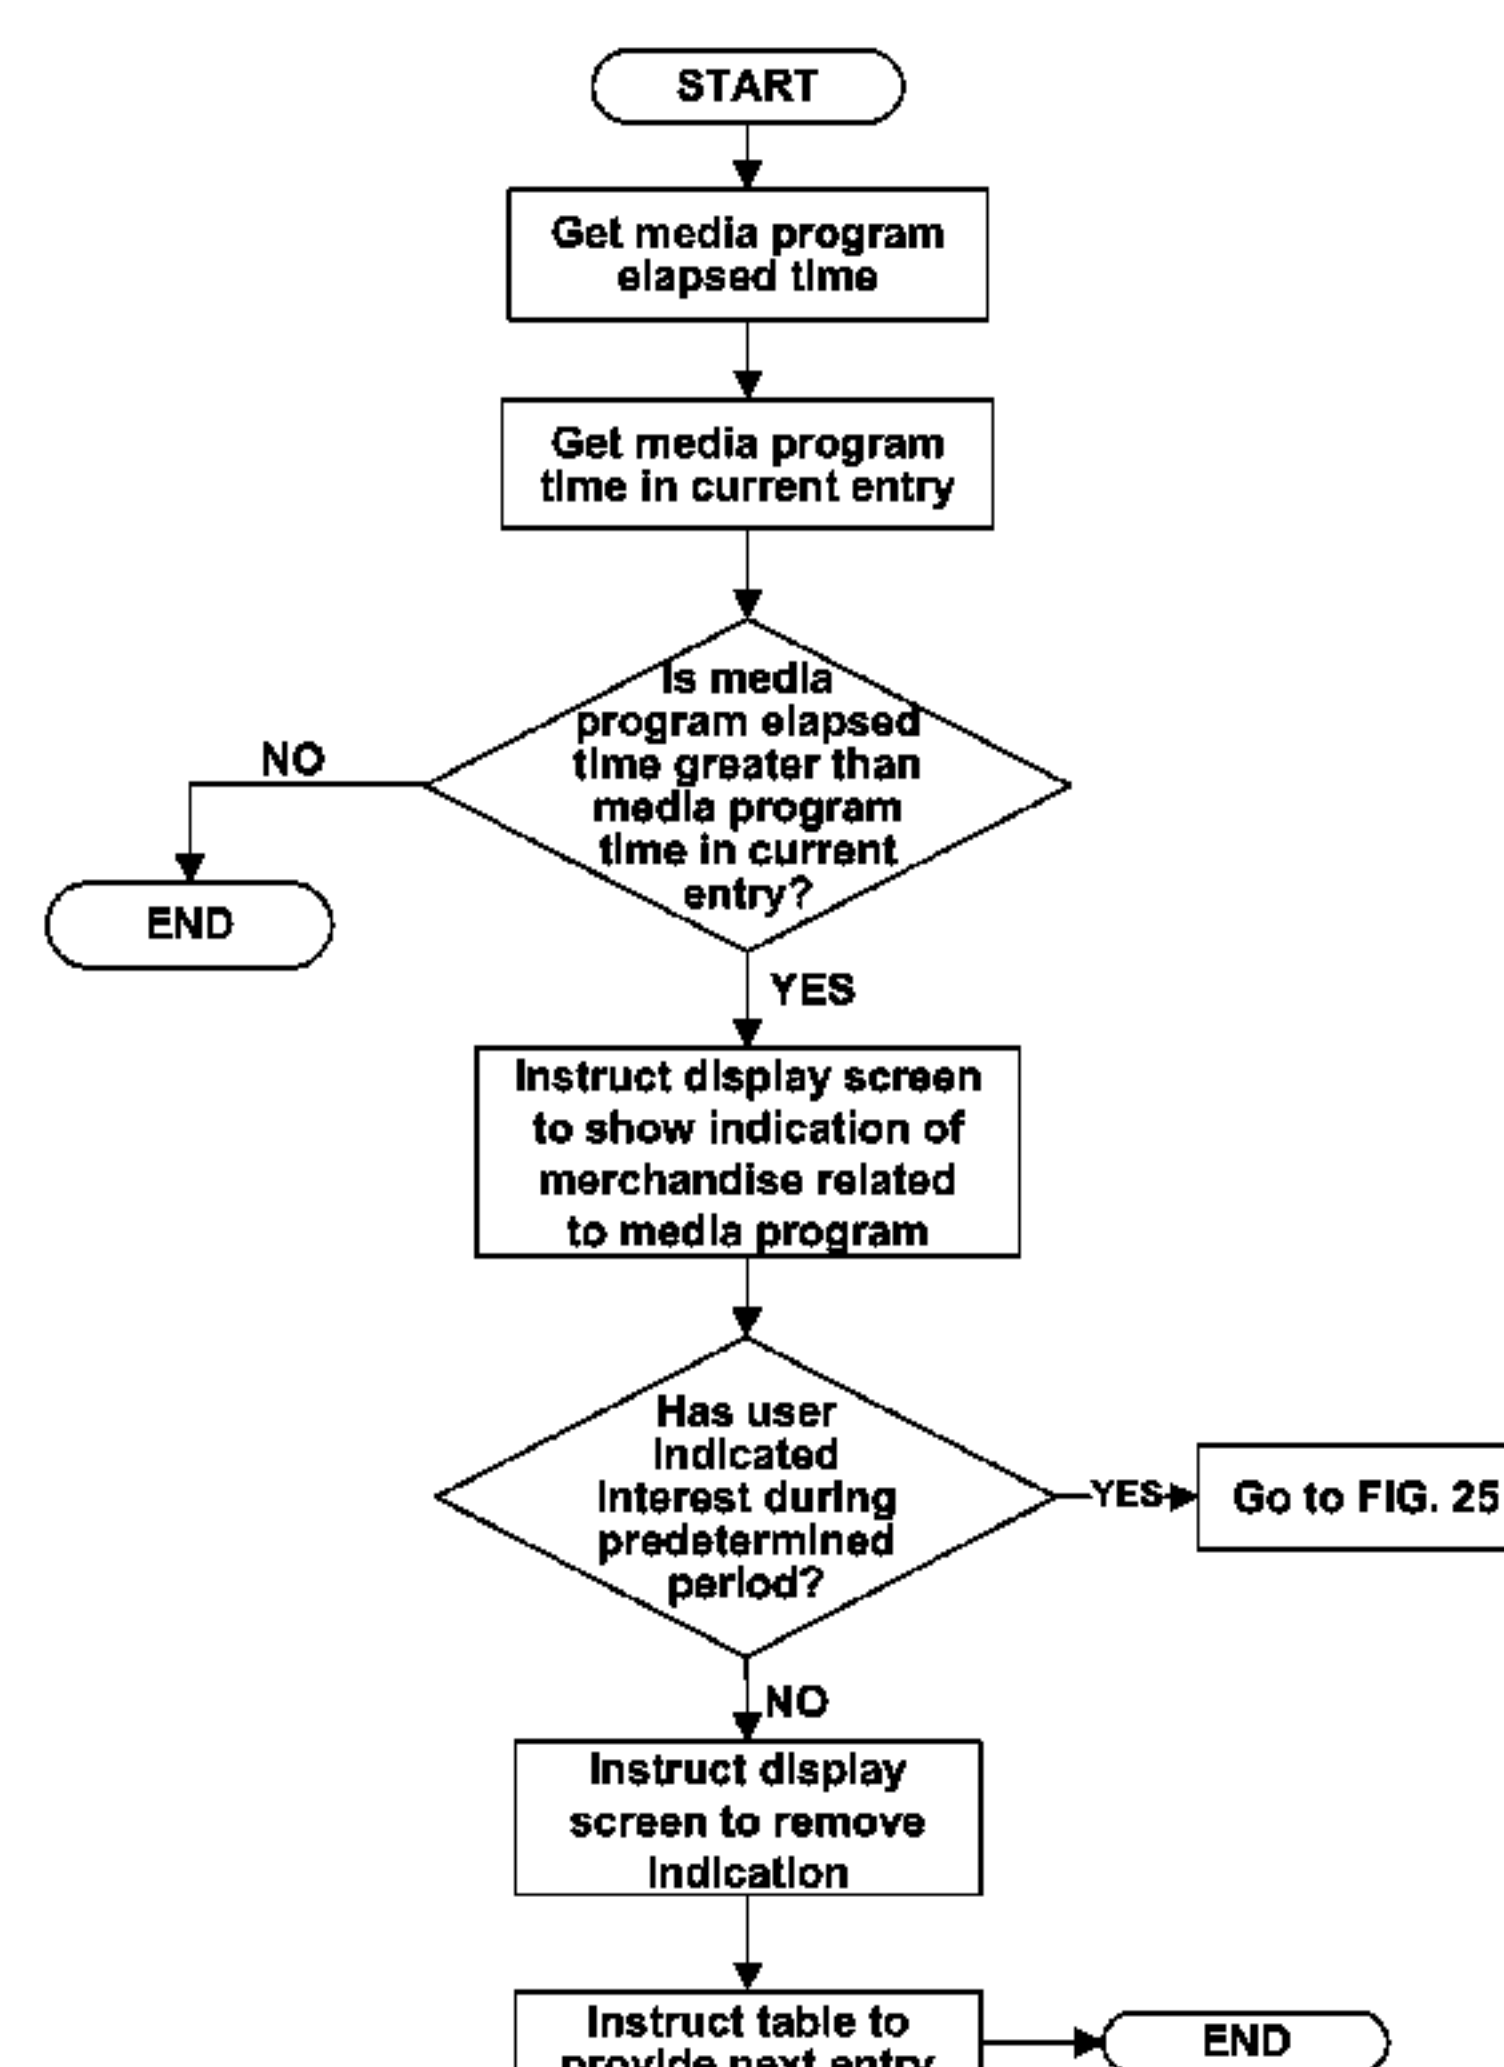 START
Get media program
elapsed time
Get media program
time in current entry
Is media
program elapsed
time greater than
media program
time in current
entry?
NO
END
YES
Instruct display screen
to show indication of
merchandise related
to media program
Has user
indicated
interest during
predetermined
period?
YES
Go to FIG. 25
NO
Instruct display
screen to remove
indication
Instruct table to
provide next entry
END